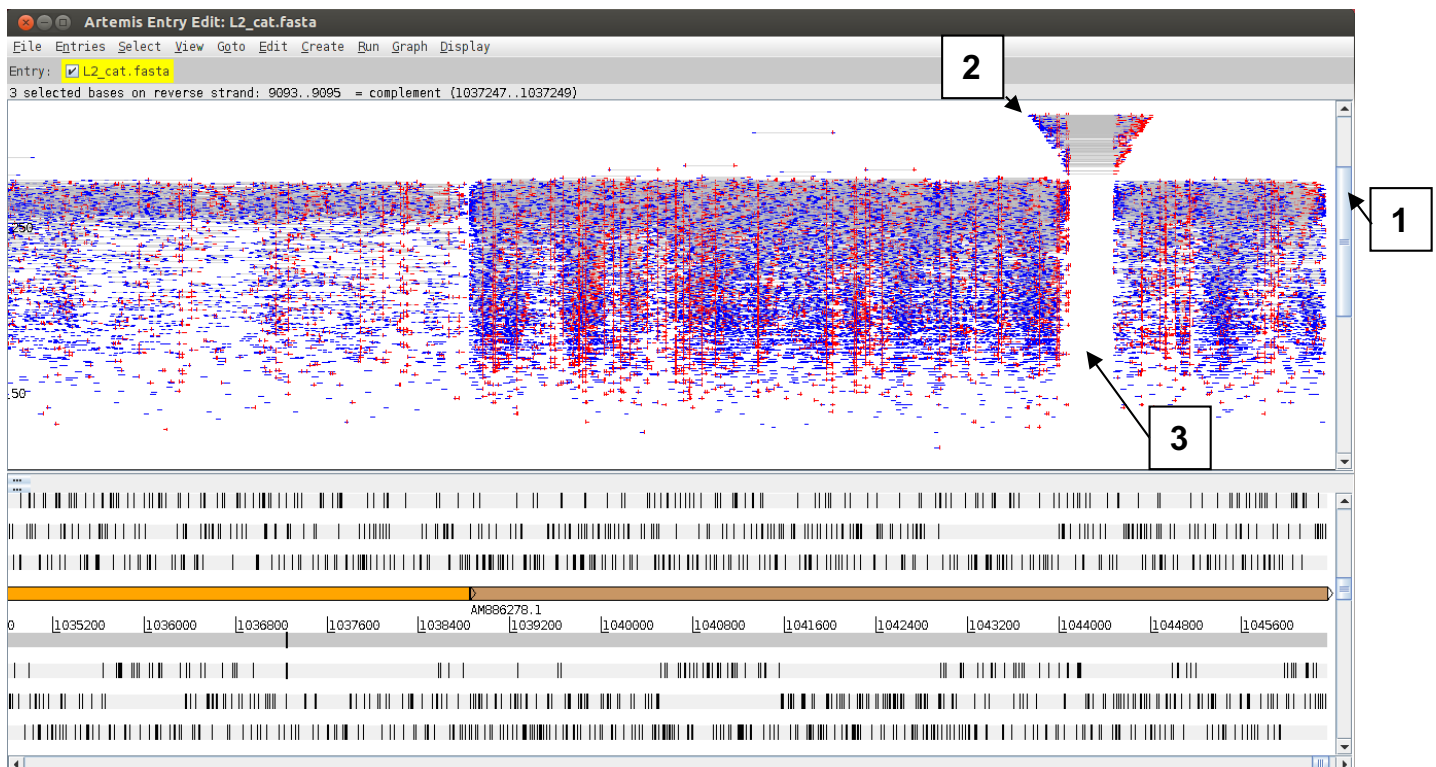 Artemis Entry Edit: L2_cat.fasta
File Entries Select View Goto Edit Create Run Graph Display
Entry: L2_cat.fasta
3 selected bases on reverse strand: 9093..9095 = complement (1037247..1037249)
2
1
250
3
50
AM886278.1
0 1035200 1036000 1036800 1037600 1038400 1039200 1040000 1040800 1041600 1042400 1043200 1044000 1044800 1045600